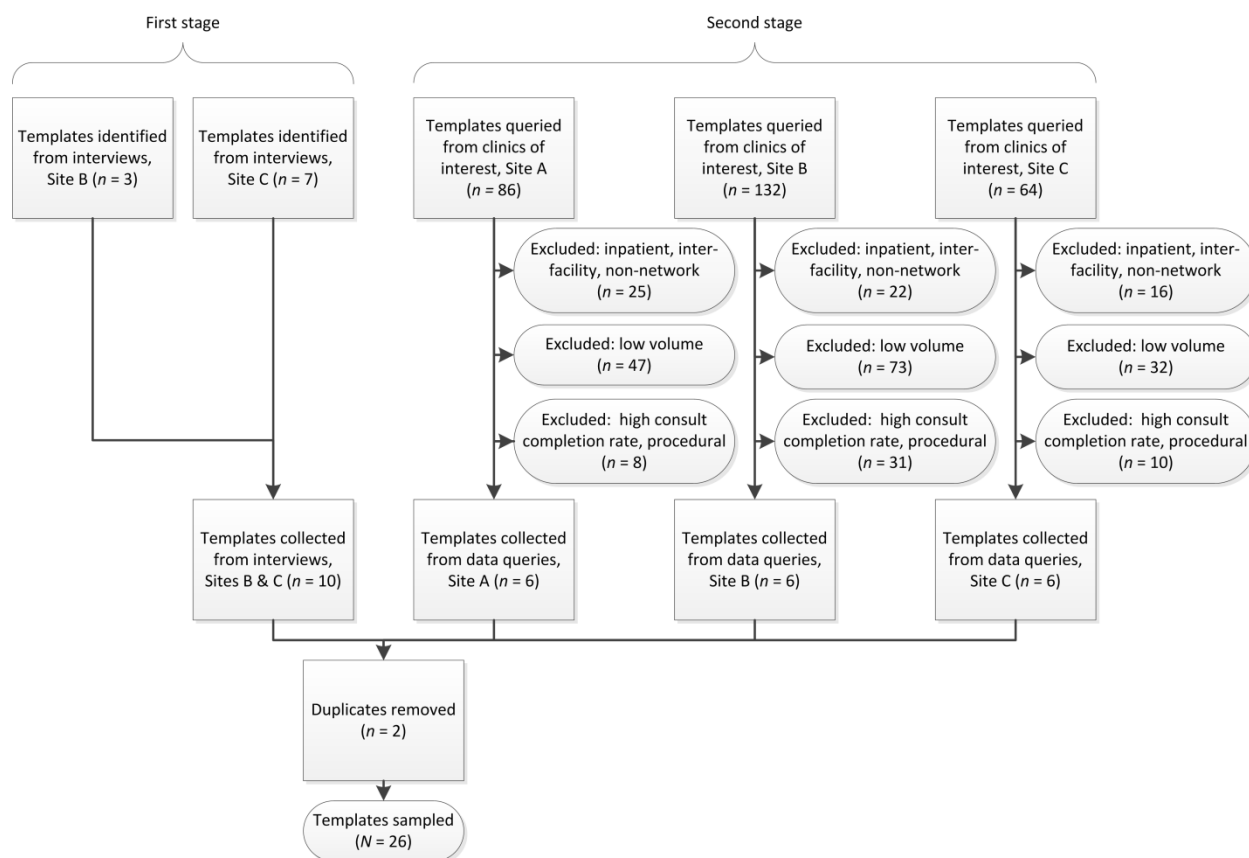 First stage
Second stage
Templates identified
from interviews,
Site B (n = 3)
Templates identified
from interviews,
Site C (n = 7)
Templates queried
from clinics of
interest, Site A
(n = 86)
Templates queried
from clinics of
interest, Site B
(n = 132)
Templates queried
from clinics of
interest, Site C
(n = 64)
Excluded: inpatient, inter-
facility, non-network
(n = 25)
Excluded: inpatient, inter-
facility, non-network
(n = 22)
Excluded: inpatient, inter-
facility, non-network
(n = 16)
Excluded: low volume
(n = 47)
Excluded: low volume
(n = 73)
Excluded: low volume
(n = 32)
Excluded: high consult
completion rate, procedural
(n = 8)
Excluded: high consult
completion rate, procedural
(n = 31)
Excluded: high consult
completion rate, procedural
(n = 10)
Templates collected
from interviews,
Sites B & C (n = 10)
Templates collected
from data queries,
Site A (n = 6)
Templates collected
from data queries,
Site B (n = 6)
Templates collected
from data queries,
Site C (n = 6)
Duplicates removed
(n = 2)
Templates sampled
(N = 26)